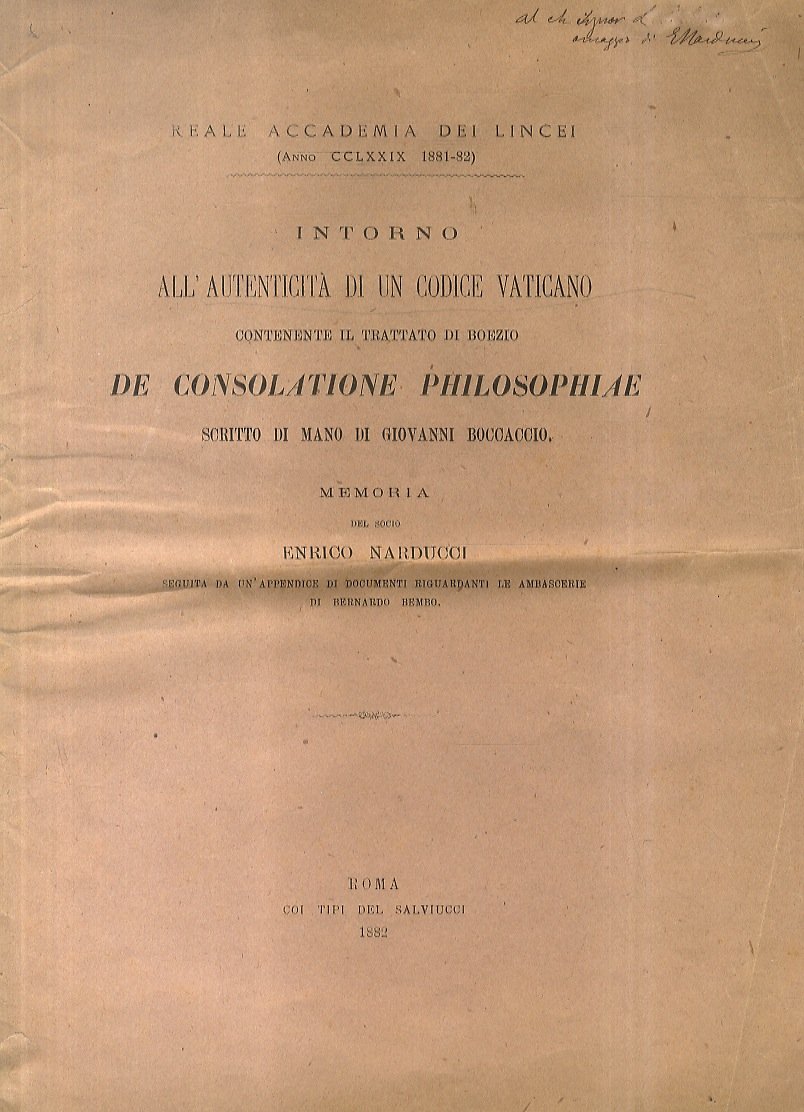 al ch. Signor
omaggio di ENarducci
REALE ACCADEMIA DEI LINCEI
(ANNO CCLXXIX 1881-82)
INTORNO
ALL' AUTENTICITÀ DI UN CODICE VATICANO
CONTENENTE IL TRATTATO DI BOEZIO
DE CONSOLATIONE PHILOSOPHIAE
SCRITTO DI MANO DI GIOVANNI BOCCACCIO.
MEMORIA
DEL SOCIO
ENRICO NARDUCCI
SEGUITA DA UN'APPENDICE DI DOCUMENTI RIGUARDANTI LE AMBASCERIE
DI BERNARDO BEMBO.
ROMA
COI TIPI DEL SALVIUCCI
1882